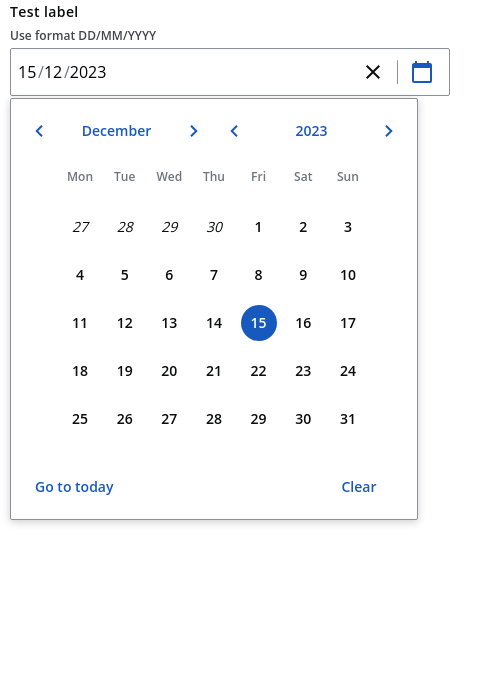 Test label
Use format DD/MM/YYYY
15/12/2023
December 2023
Mon Tue Wed Thu Fri Sat Sun
27 28 29 30 1 2 3
4 5 6 7 8 9 10
11 12 13 14 15 16 17
18 19 20 21 22 23 24
25 26 27 28 29 30 31
Go to today Clear